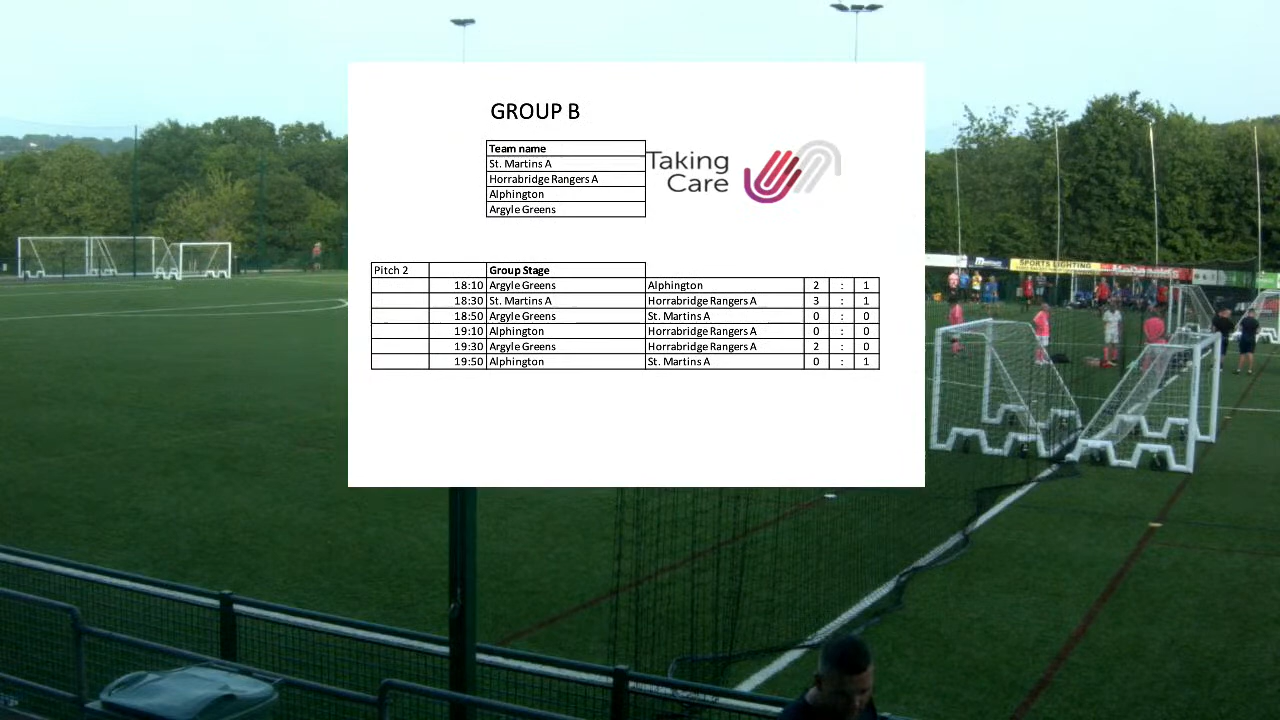 GROUP B
Team name
St. Martins A
Horrabridge Rangers A
Alphington
Argyle Greens
Taking
Care
Pitch 2 Group Stage
18:10 Argyle Greens Alphington 2 : 1
18:30 St. Martins A Horrabridge Rangers A 3 : 1
18:50 Argyle Greens St. Martins A 0 : 0
19:10 Alphington Horrabridge Rangers A 0 : 0
19:30 Argyle Greens Horrabridge Rangers A 2 : 0
19:50 Alphington St. Martins A 0 : 1
SPORTS LIGHTING
McDonald's